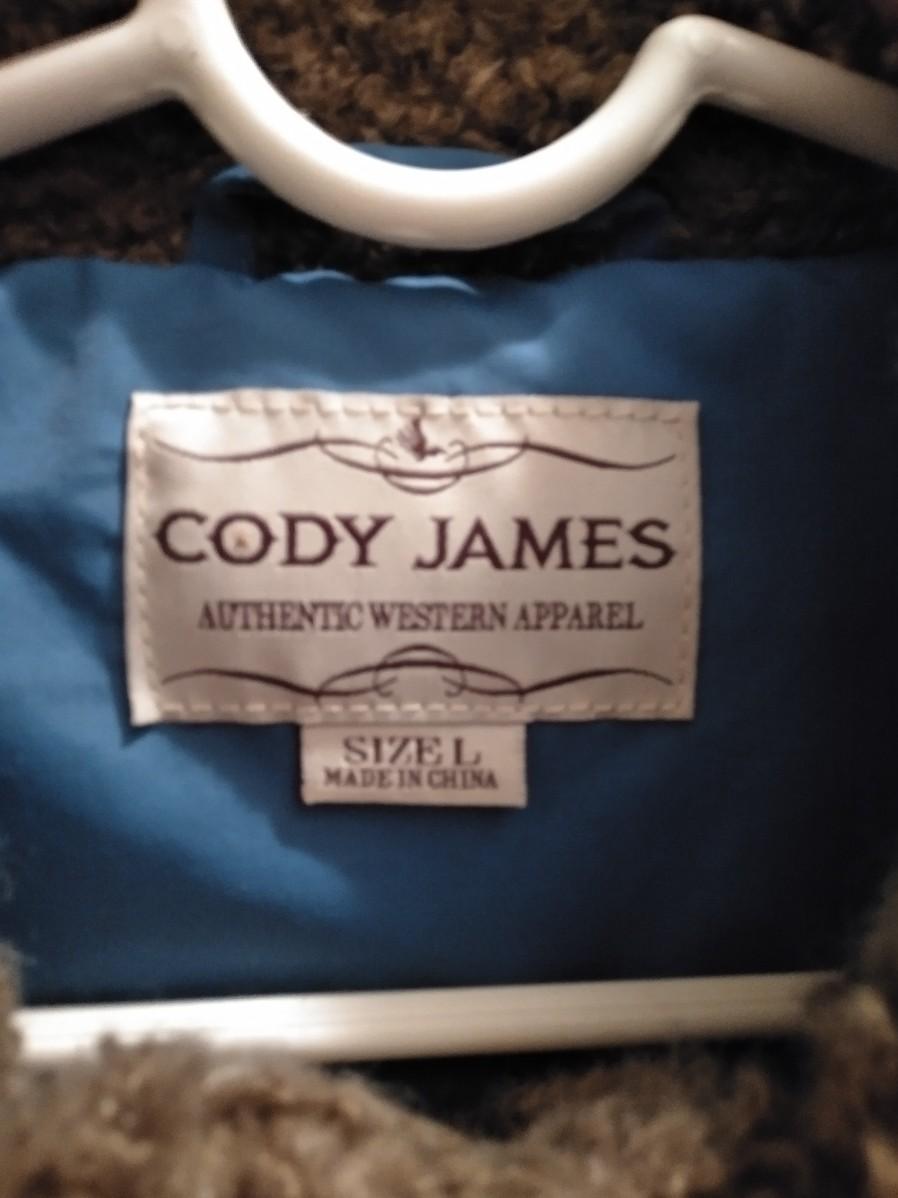 CODY JAMES
AUTHENTIC WESTERN APPAREL
SIZE L
MADE IN CHINA